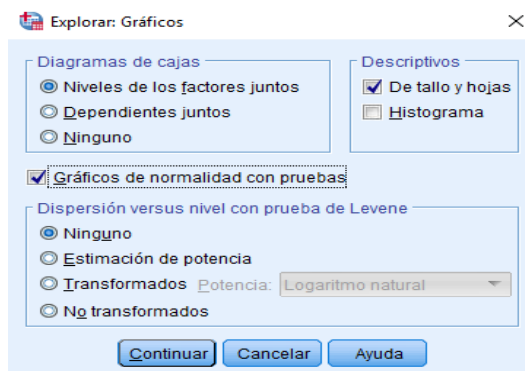 Explorar: Gráficos
Diagramas de cajas
Niveles de los factores juntos
Dependientes juntos
Ninguno
Descriptivos
De tallo y hojas
Histograma
Gráficos de normalidad con pruebas
Dispersión versus nivel con prueba de Levene
Ninguno
Estimación de potencia
Transformados Potencia: Logaritmo natural
No transformados
Continuar Cancelar Ayuda